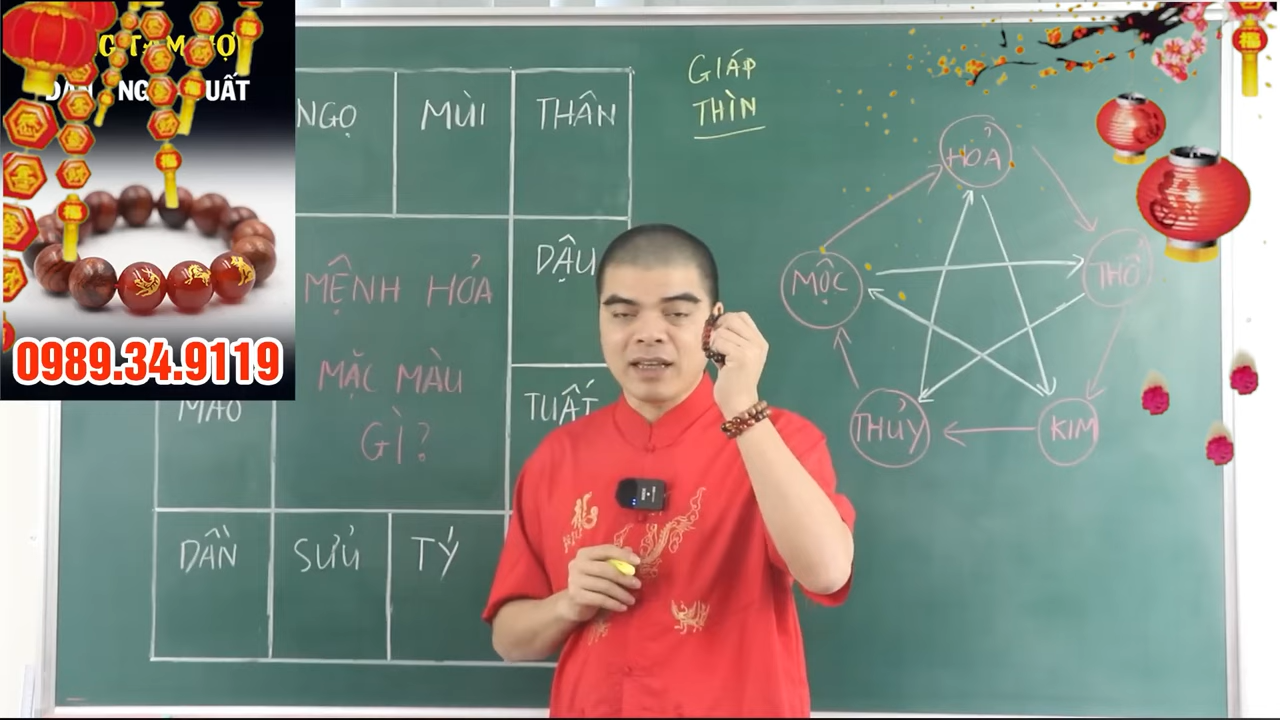 UẤT
0989.34.9119
NGỌ
MÙI
THÂN
DẬU
TUẤT
MÃO
DẦN
SỬU
TÝ
MỆNH HỎA
MẶC MÀU
GÌ?
GIÁP
THÌN
HỎA
THỔ
KIM
THỦY
MỘC